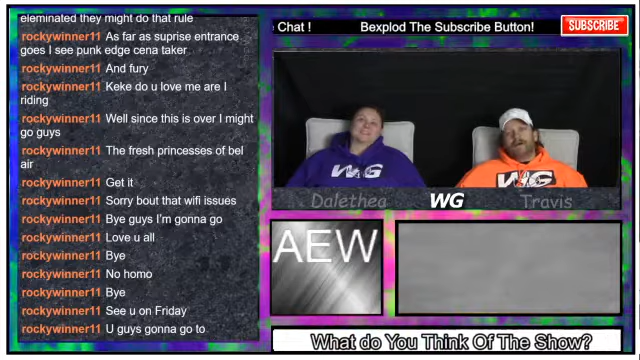 eleminated they might do that rule
rockywinner11 As far as suprise entrance
goes I see punk edge cena taker
rockywinner11 And fury
rockywinner11 Keke do u love me are I
riding
rockywinner11 Well since this is over I might
go guys
rockywinner11 The fresh princesses of bel
air
rockywinner11 Get it
rockywinner11 Sorry bout that wifi issues
rockywinner11 Bye guys I'm gonna go
rockywinner11 Love u all
rockywinner11 Bye
rockywinner11 No homo
rockywinner11 Bye
rockywinner11 See u on Friday
rockywinner11 U guys gonna go to
Chat ! Bexplod The Subscribe Button!
SUBSCRIBE
WG
WG
Dalethea WG Travis
AEW
What do You Think Of The Show?